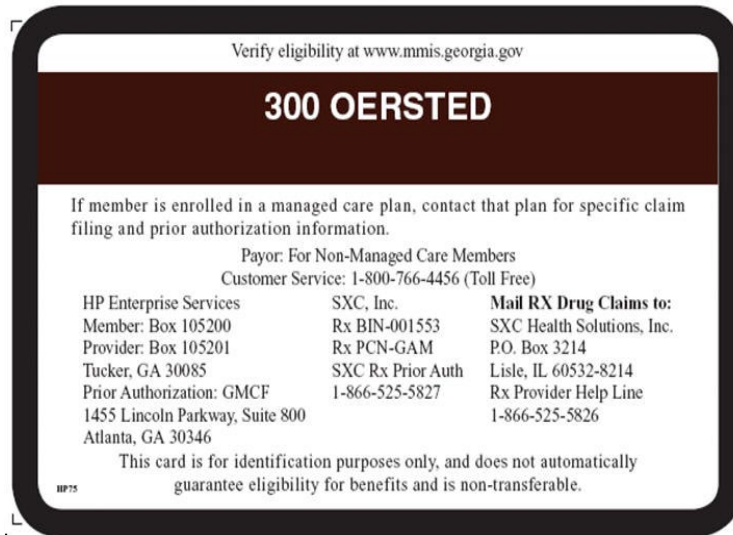 Verify eligibility at www.mmis.georgia.gov
300 OERSTED
If member is enrolled in a managed care plan, contact that plan for specific claim
filing and prior authorization information.
Payor: For Non-Managed Care Members
Customer Service: 1-800-766-4456 (Toll Free)
HP Enterprise Services
Member: Box 105200
Provider: Box 105201
Tucker, GA 30085
Prior Authorization: GMCF
1455 Lincoln Parkway, Suite 800
Atlanta, GA 30346
SXC, Inc.
Rx BIN-001553
Rx PCN-GAM
SXC Rx Prior Auth
1-866-525-5827
Mail RX Drug Claims to:
SXC Health Solutions, Inc.
P.O. Box 3214
Lisle, IL 60532-8214
Rx Provider Help Line
1-866-525-5826
This card is for identification purposes only, and does not automatically
guarantee eligibility for benefits and is non-transferable.
HP75